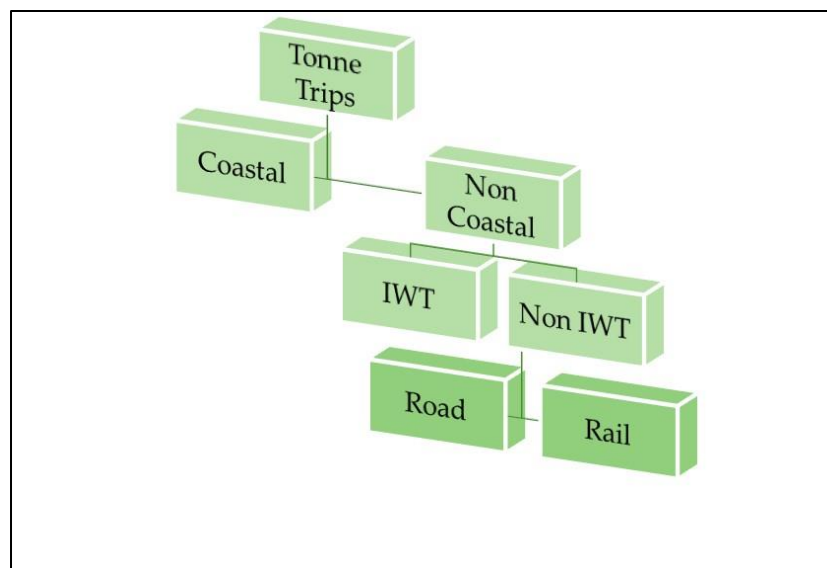 Tonne
Trips
Coastal
Non
Coastal
IWT
Non IWT
Road
Rail